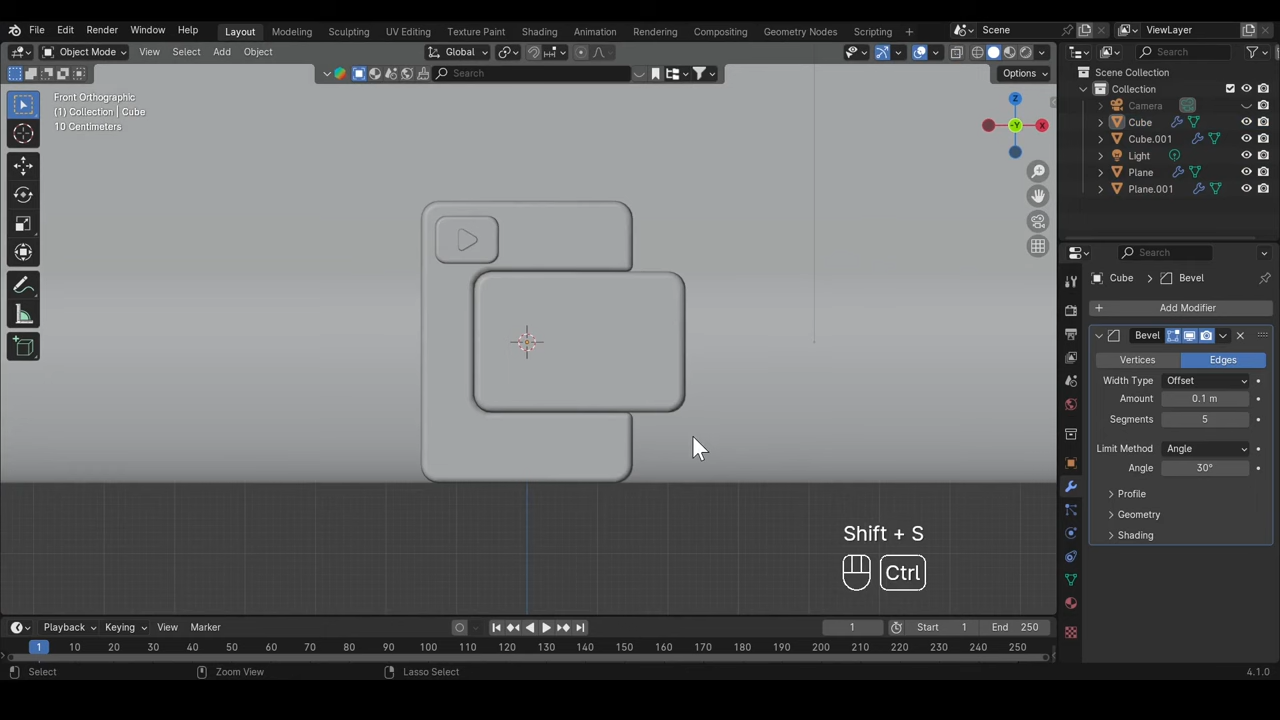 File Edit Render Window Help Layout Modeling Sculpting UV Editing Texture Paint Shading Animation Rendering Compositing Geometry Nodes Scripting + Scene ViewLayer
Object Mode View Select Add Object Global Search
Search Options
Front Orthographic
(1) Collection | Cube
10 Centimeters
Z
-Y
X
Scene Collection
Collection
Camera
Cube
Cube.001
Light
Plane
Plane.001
Search
Cube > Bevel
+ Add Modifier
Bevel
Vertices Edges
Width Type Offset
Amount 0.1 m
Segments 5
Limit Method Angle
Angle 30°
> Profile
> Geometry
> Shading
Shift + S
Ctrl
Playback Keying View Marker 1 Start 1 End 250
1 10 20 30 40 50 60 70 80 90 100 110 120 130 140 150 160 170 180 190 200 210 220 230 240 250
Select Zoom View Lasso Select 4.1.0